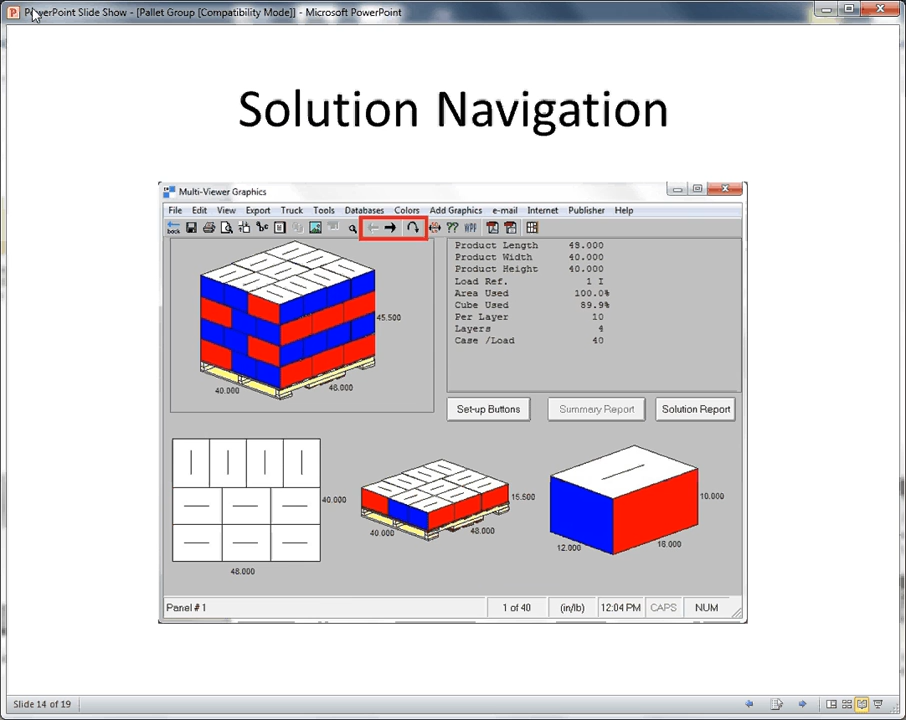 PowerPoint Slide Show - [Pallet Group [Compatibility Mode]] - Microsoft PowerPoint
Solution Navigation
Multi-Viewer Graphics
File Edit View Export Truck Tools Databases Colors Add Graphics e-mail Internet Publisher Help
Product Length 48.000
Product Width 40.000
Product Height 40.000
Load Ref. 1 I
Area Used 100.0%
Cube Used 89.9%
Per Layer 10
Layers 4
Case /Load 40
45.500
40.000
48.000
Set-up Buttons
Summary Report
Solution Report
40.000
48.000
15.500
40.000
48.000
10.000
12.000
16.000
Panel # 1
1 of 40
(in/lb)
12:04 PM
CAPS
NUM
Slide 14 of 19